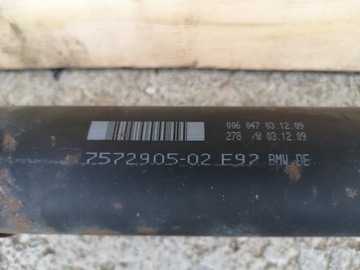 006 047 03.12.09
278 /W 03.12.09
7572905-02 E92 BMW DE